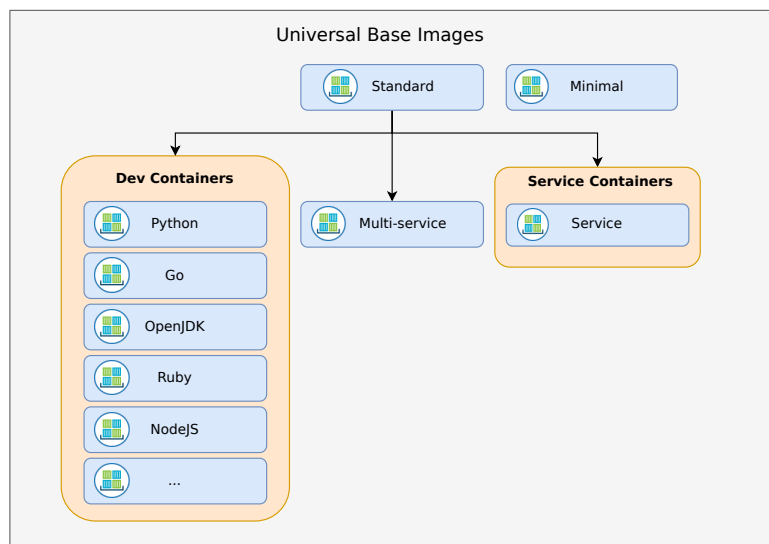 Universal Base Images
Standard
Minimal
Dev Containers
Python
Go
OpenJDK
Ruby
NodeJS
...
Multi-service
Service Containers
Service